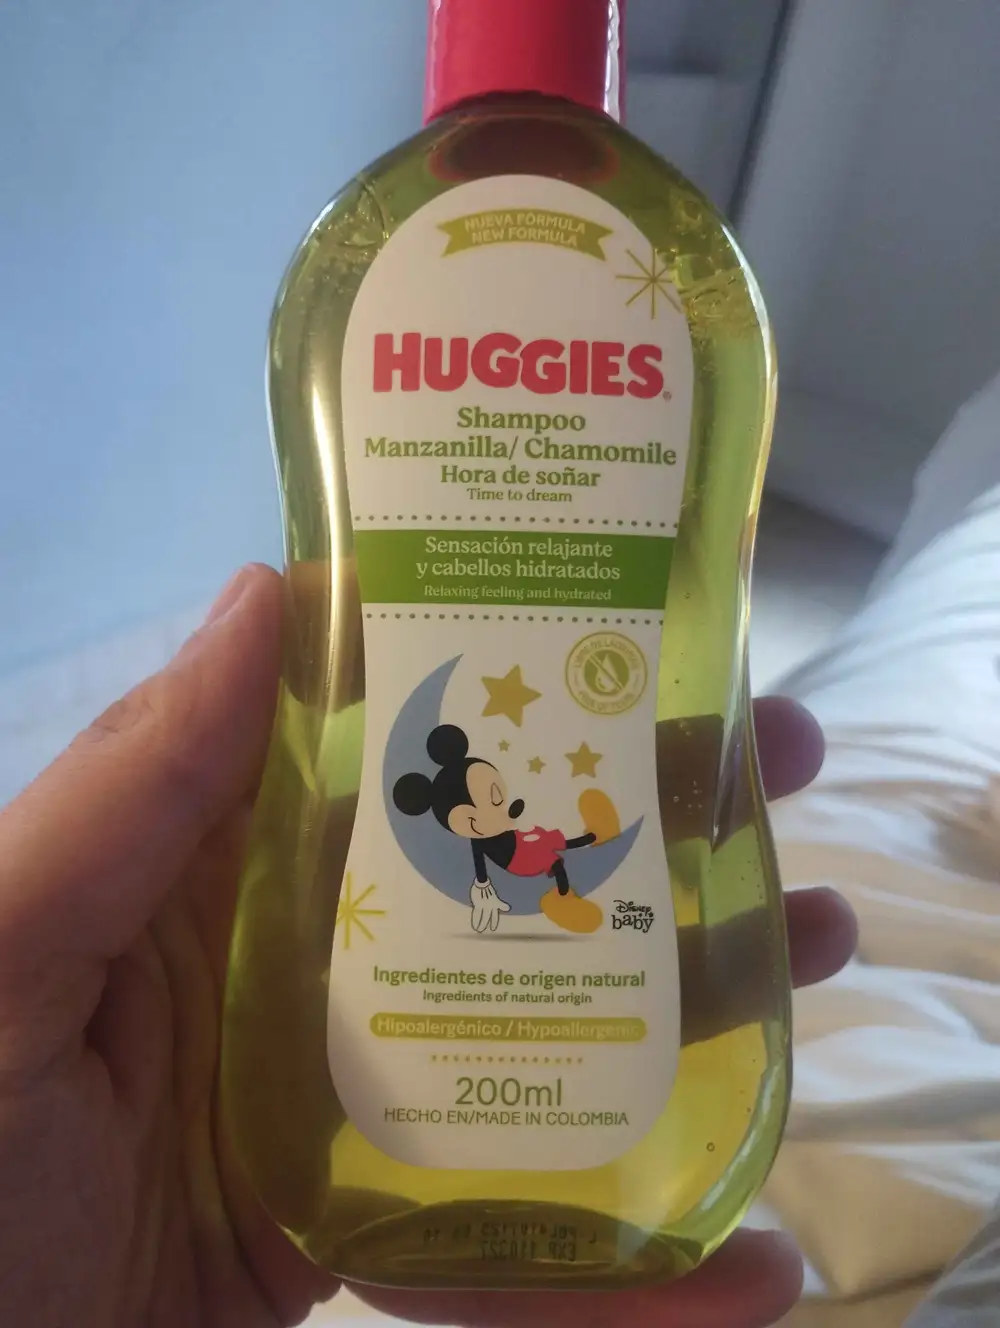 NUEVA FÓRMULA
NEW FORMULA
HUGGIES®
Shampoo
Manzanilla/ Chamomile
Hora de soñar
Time to dream
Sensación relajante
y cabellos hidratados
Relaxing feeling and hydrated
Disney
baby
Ingredientes de origen natural
Ingredients of natural origin
Hipoalergénico / Hypoallergenic
200ml
HECHO EN/MADE IN COLOMBIA
EXP 110327